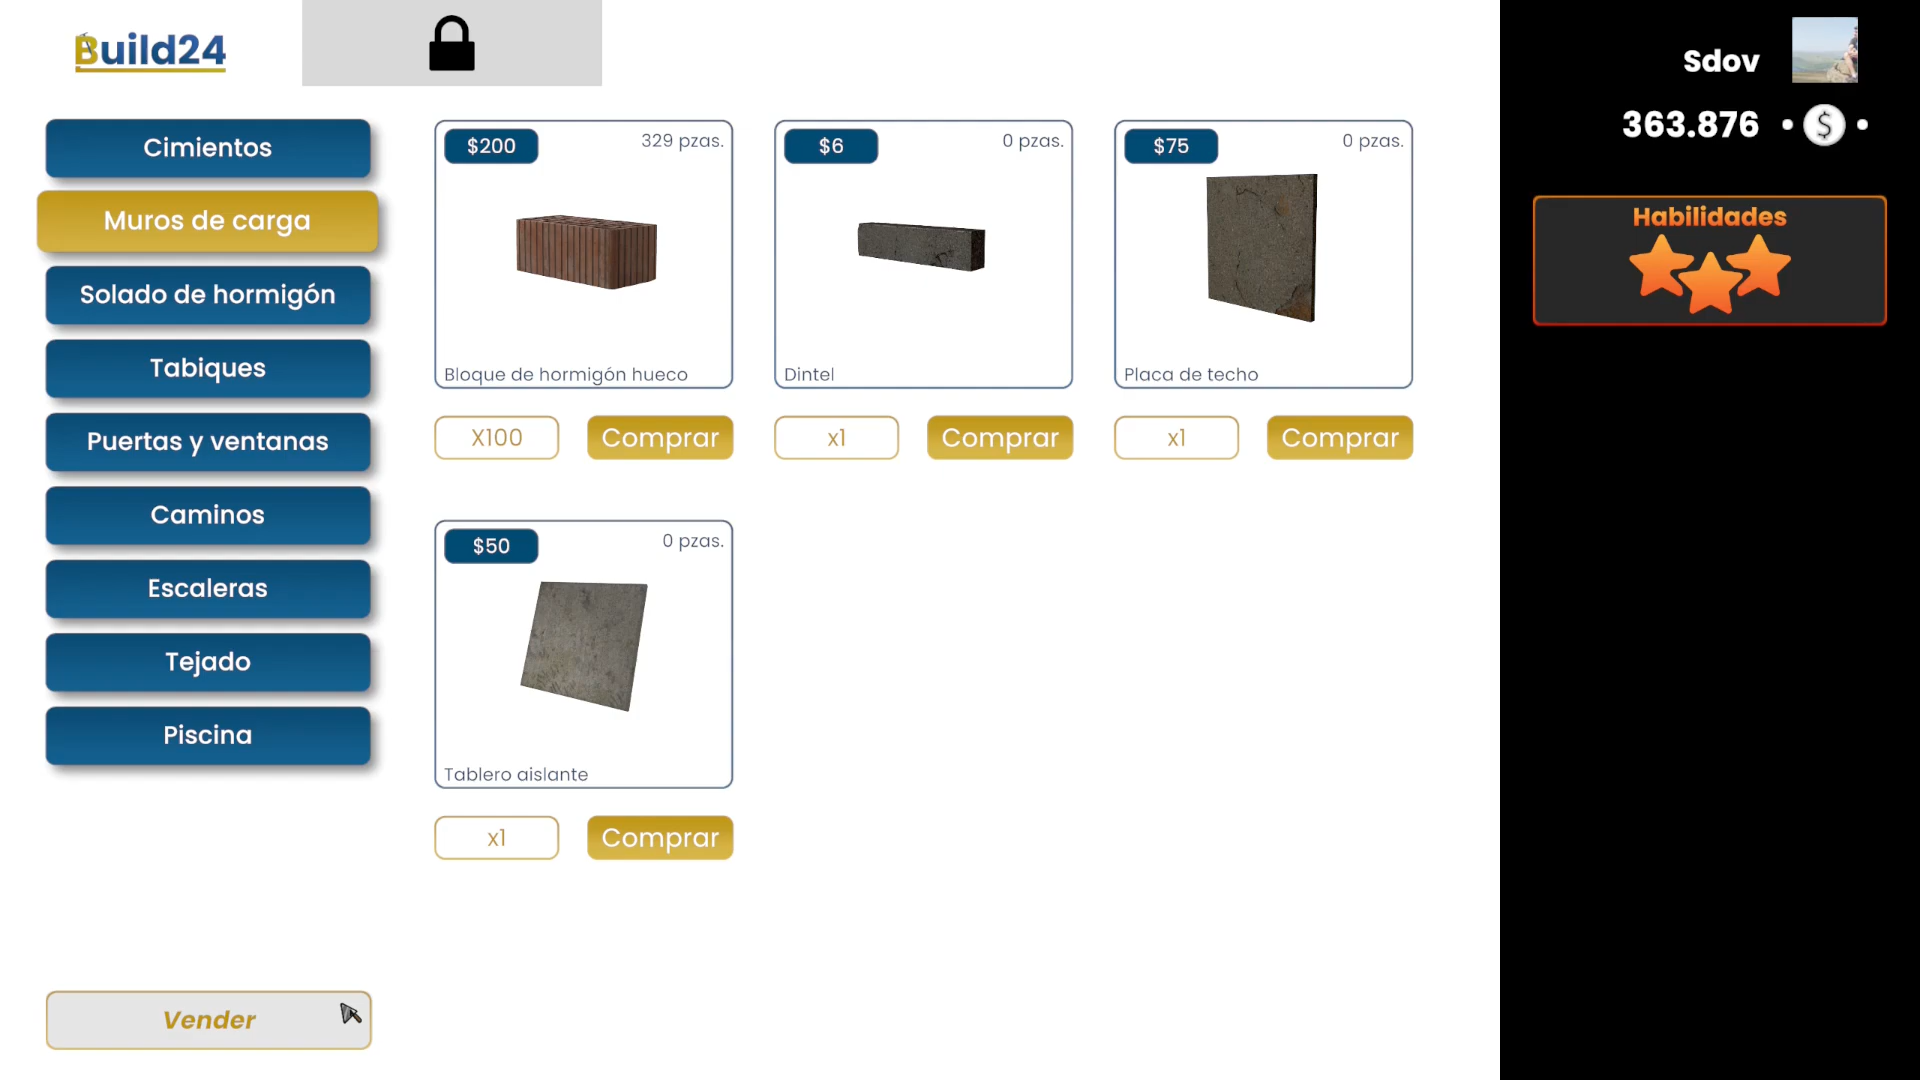 Build24
Sdov
363.876
$
Habilidades
Cimientos
Muros de carga
Solado de hormigón
Tabiques
Puertas y ventanas
Caminos
Escaleras
Tejado
Piscina
Vender
$200
329 pzas.
Bloque de hormigón hueco
X100
Comprar
$6
0 pzas.
Dintel
x1
Comprar
$75
0 pzas.
Placa de techo
x1
Comprar
$50
0 pzas.
Tablero aislante
x1
Comprar